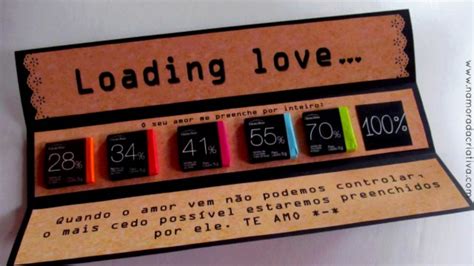 Loading love...
O seu amor me preenche por inteiro!
28% 34% 41% 55% 70% 100%
Quando o amor vem não podemos controlar,
o mais cedo possível estaremos preenchidos
por ele. TE AMO *-*
www.namoradacriativa.com